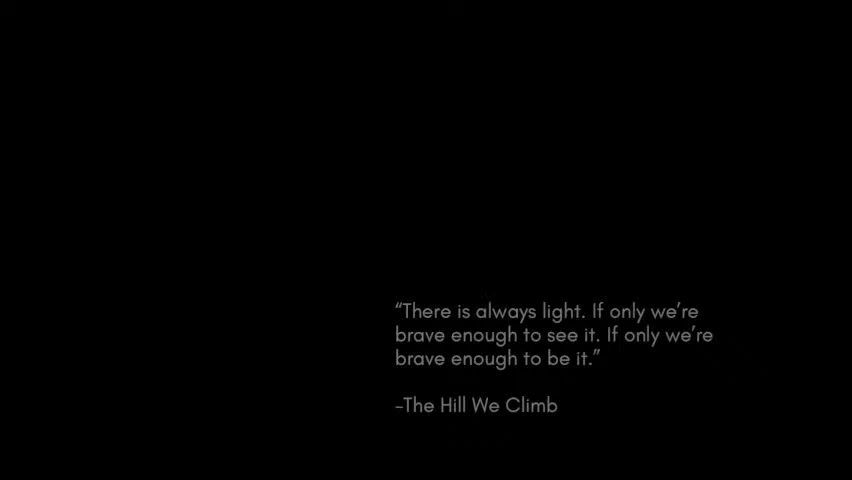 “There is always light. If only we’re
brave enough to see it. If only we’re
brave enough to be it.”
-The Hill We Climb